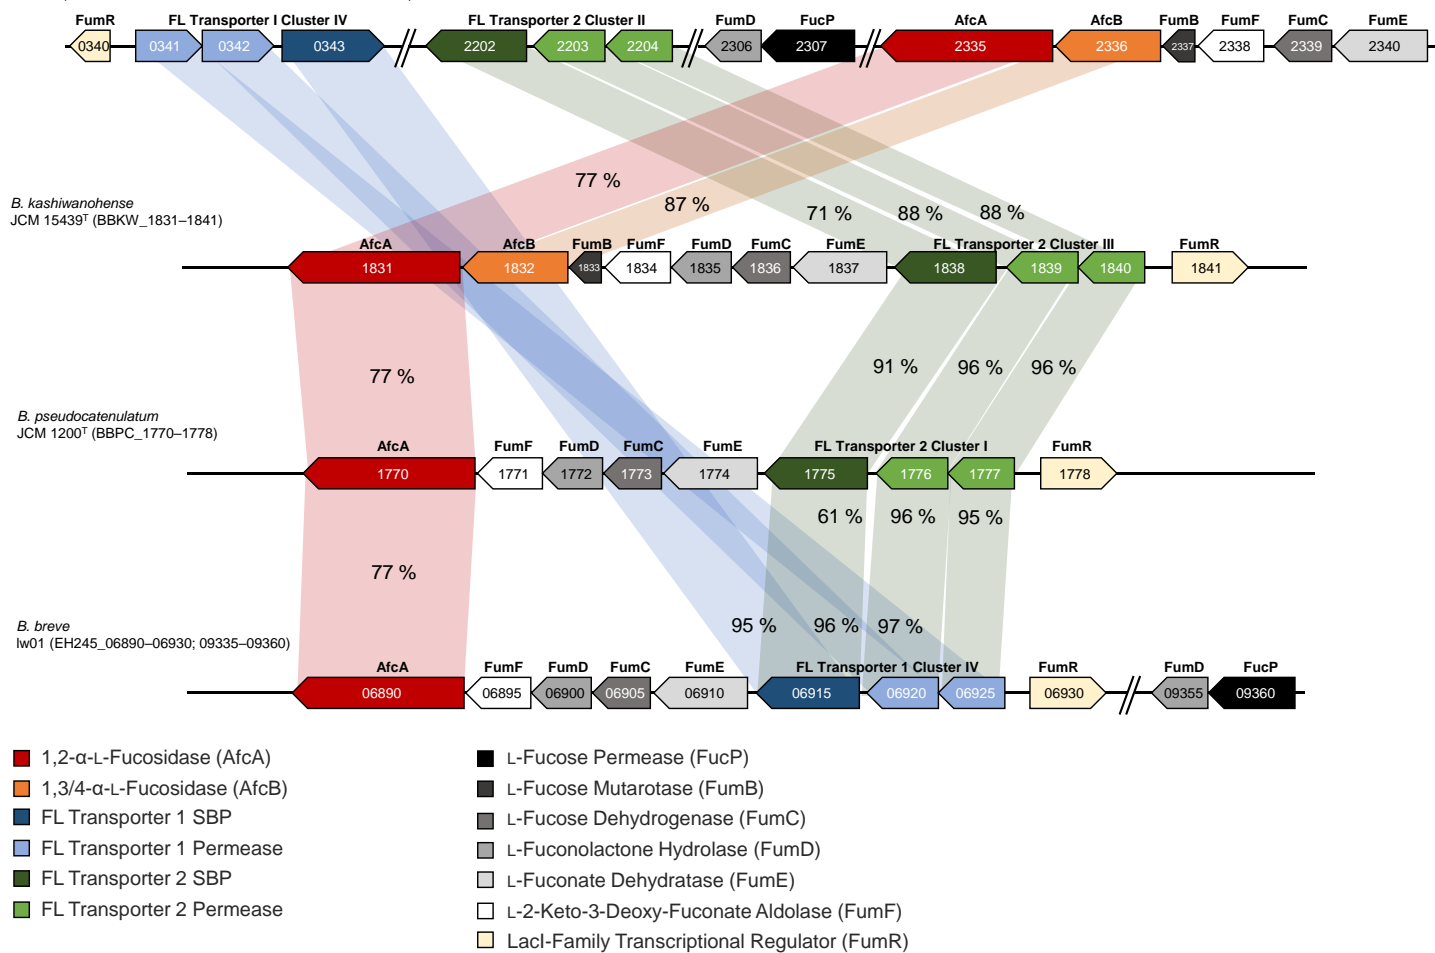 FumR FL Transporter I Cluster IV FL Transporter 2 Cluster II FumD FucP AfcA AfcB FumB FumF FumC FumE
0340 0341 0342 0343 2202 2203 2204 2306 2307 2335 2336 2337 2338 2339 2340
77 %
87 % 71 % 88 % 88 %
B. kashiwanohense
JCM 15439T (BBKW_1831–1841)
AfcA AfcB FumB FumF FumD FumC FumE FL Transporter 2 Cluster III FumR
1831 1832 1833 1834 1835 1836 1837 1838 1839 1840 1841
77 % 91 % 96 % 96 %
B. pseudocatenulatum
JCM 1200T (BBPC_1770–1778)
AfcA FumF FumD FumC FumE FL Transporter 2 Cluster I FumR
1770 1771 1772 1773 1774 1775 1776 1777 1778
61 % 96 % 95 %
77 %
95 % 96 % 97 %
B. breve
lw01 (EH245_06890–06930; 09335–09360)
AfcA FumF FumD FumC FumE FL Transporter 1 Cluster IV FumR FumD FucP
06890 06895 06900 06905 06910 06915 06920 06925 06930 09355 09360
1,2-α-L-Fucosidase (AfcA)
1,3/4-α-L-Fucosidase (AfcB)
FL Transporter 1 SBP
FL Transporter 1 Permease
FL Transporter 2 SBP
FL Transporter 2 Permease
L-Fucose Permease (FucP)
L-Fucose Mutarotase (FumB)
L-Fucose Dehydrogenase (FumC)
L-Fuconolactone Hydrolase (FumD)
L-Fuconate Dehydratase (FumE)
L-2-Keto-3-Deoxy-Fuconate Aldolase (FumF)
LacI-Family Transcriptional Regulator (FumR)